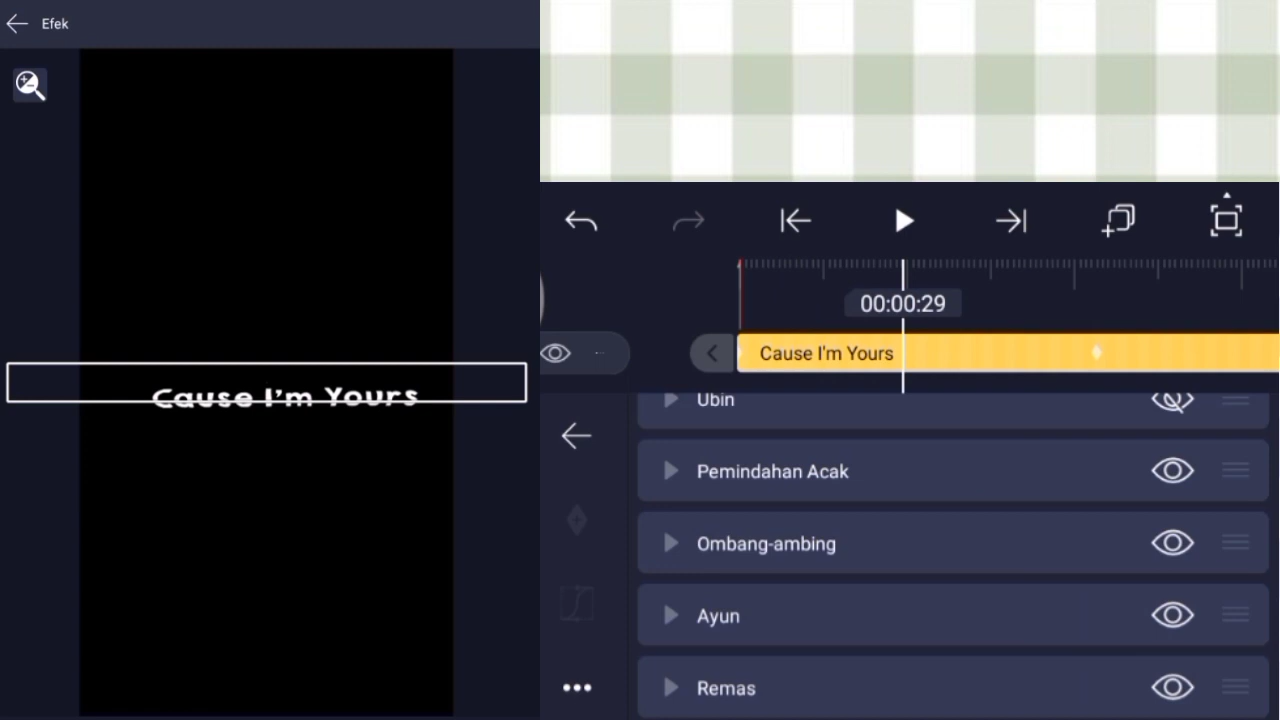 Efek
Cause I'm Yours
00:00:29
Cause I'm Yours
Ubin
Pemindahan Acak
Ombang-ambing
Ayun
Remas